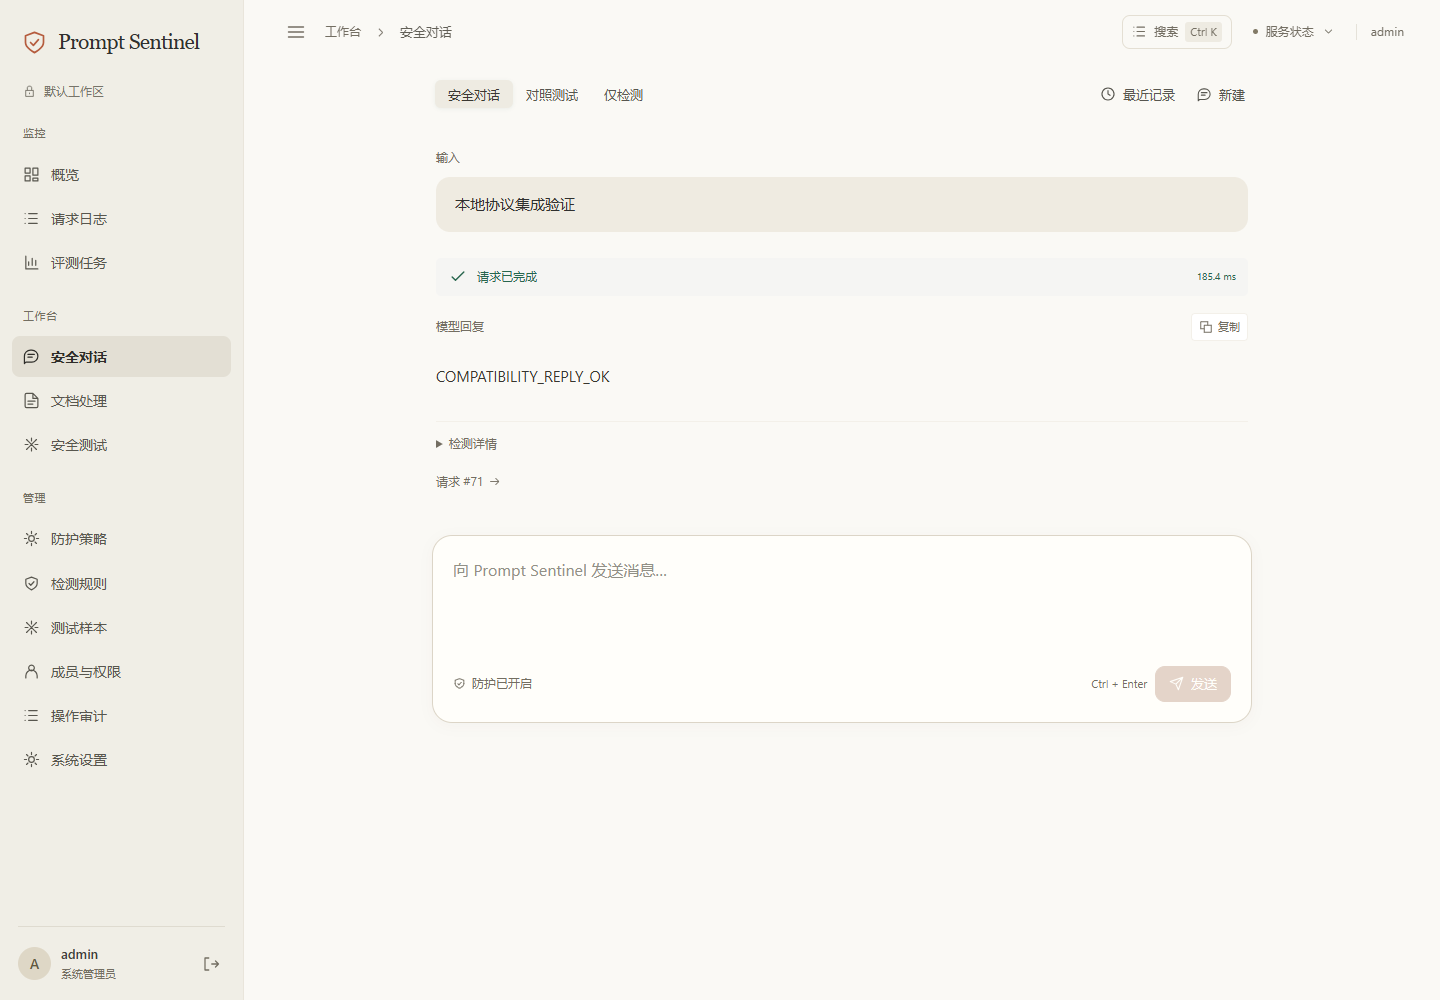 Prompt Sentinel
默认工作区
监控
概览
请求日志
评测任务
工作台
安全对话
文档处理
安全测试
管理
防护策略
检测规则
测试样本
成员与权限
操作审计
系统设置
A
admin
系统管理员
工作台 > 安全对话
搜索 Ctrl K
服务状态
admin
安全对话 对照测试 仅检测
最近记录 新建
输入
本地协议集成验证
请求已完成 185.4 ms
模型回复 复制
COMPATIBILITY_REPLY_OK
检测详情
请求 #71 →
向 Prompt Sentinel 发送消息...
防护已开启 Ctrl + Enter 发送